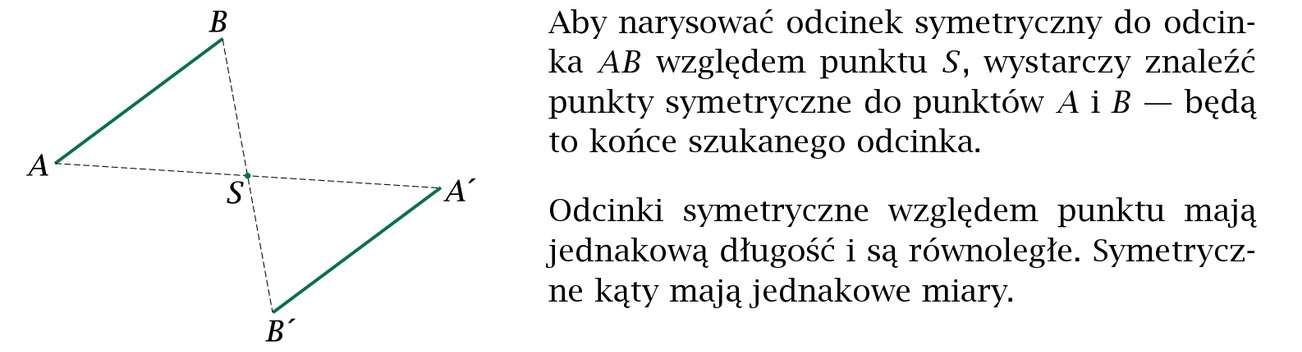 B
A
S
A´
B´
Aby narysować odcinek symetryczny do odcin-
ka AB względem punktu S, wystarczy znaleźć
punkty symetryczne do punktów A i B — będą
to końce szukanego odcinka.
Odcinki symetryczne względem punktu mają
jednakową długość i są równoległe. Symetrycz-
ne kąty mają jednakowe miary.